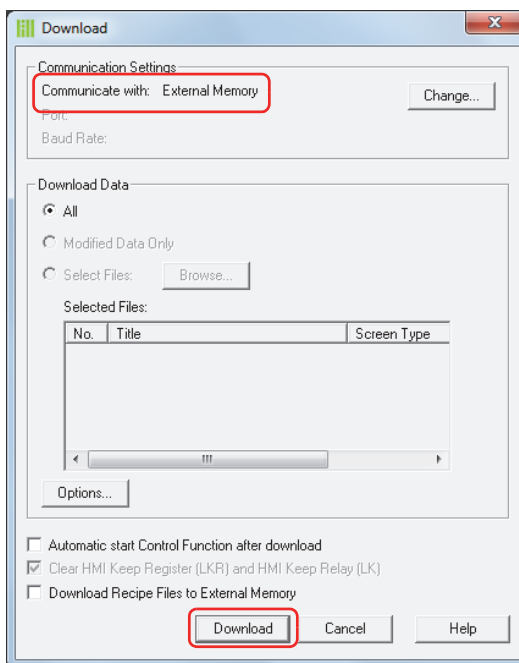 Download
Communication Settings
Communicate with: External Memory
Change...
Port:
Baud Rate:
Download Data
All
Modified Data Only
Select Files: Browse...
Selected Files:
No. Title Screen Type
Options...
Automatic start Control Function after download
Clear HMI Keep Register (LKR) and HMI Keep Relay (LK)
Download Recipe Files to External Memory
Download Cancel Help